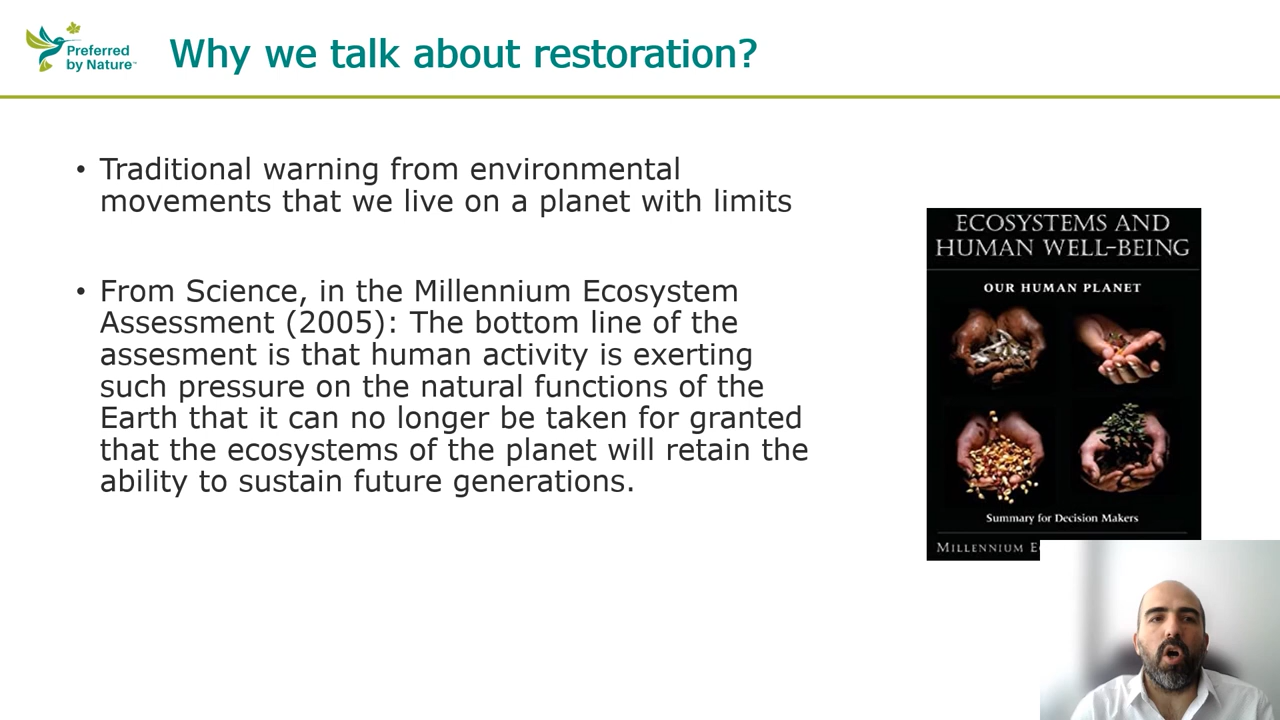 Preferred
by Nature™
Why we talk about restoration?
• Traditional warning from environmental
movements that we live on a planet with limits
• From Science, in the Millennium Ecosystem
Assessment (2005): The bottom line of the
assesment is that human activity is exerting
such pressure on the natural functions of the
Earth that it can no longer be taken for granted
that the ecosystems of the planet will retain the
ability to sustain future generations.
ECOSYSTEMS AND
HUMAN WELL-BEING
OUR HUMAN PLANET
Summary for Decision Makers
MILLENNIUM